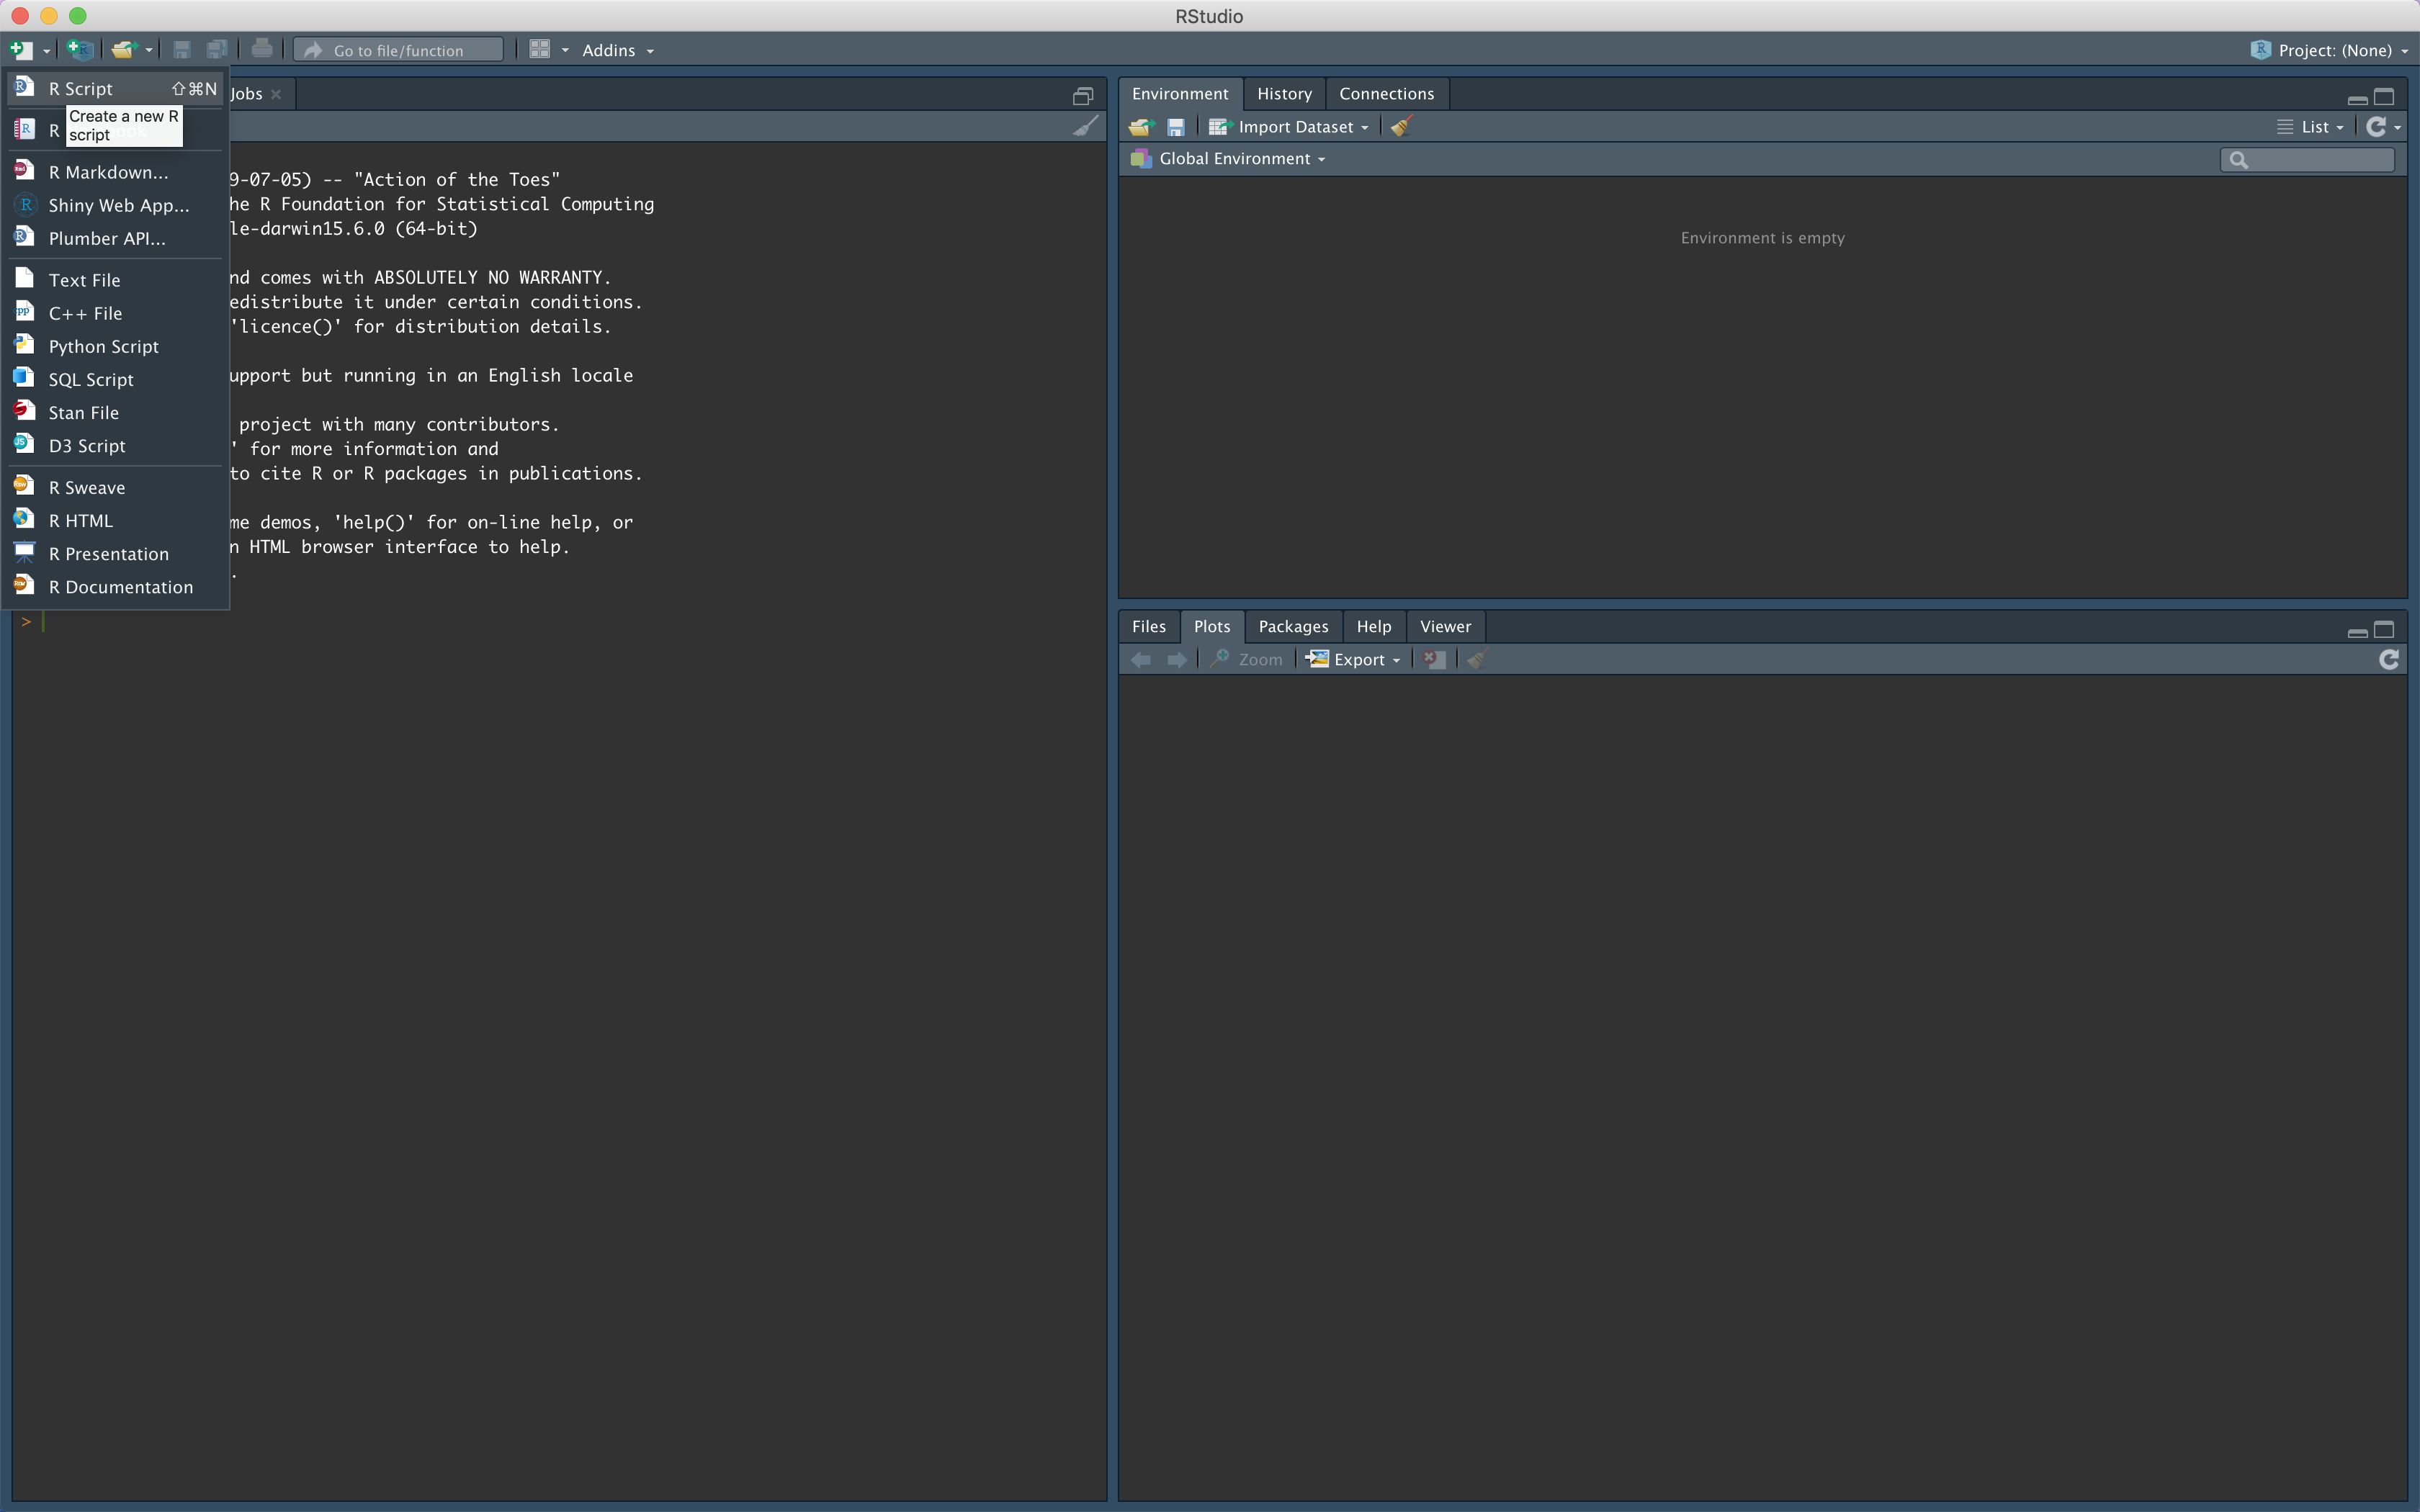 RStudio
Go to file/function
Addins
Project: (None)
R Script ⇧⌘N
Create a new R
script
R
R Markdown...
Shiny Web App...
Plumber API...
Text File
C++ File
Python Script
SQL Script
Stan File
D3 Script
R Sweave
R HTML
R Presentation
R Documentation
Jobs
9-07-05) -- "Action of the Toes"
he R Foundation for Statistical Computing
le-darwin15.6.0 (64-bit)
nd comes with ABSOLUTELY NO WARRANTY.
edistribute it under certain conditions.
'licence()' for distribution details.
upport but running in an English locale
project with many contributors.
' for more information and
to cite R or R packages in publications.
me demos, 'help()' for on-line help, or
n HTML browser interface to help.
.
>
Environment History Connections
Import Dataset
List
Global Environment
Environment is empty
Files Plots Packages Help Viewer
Zoom Export